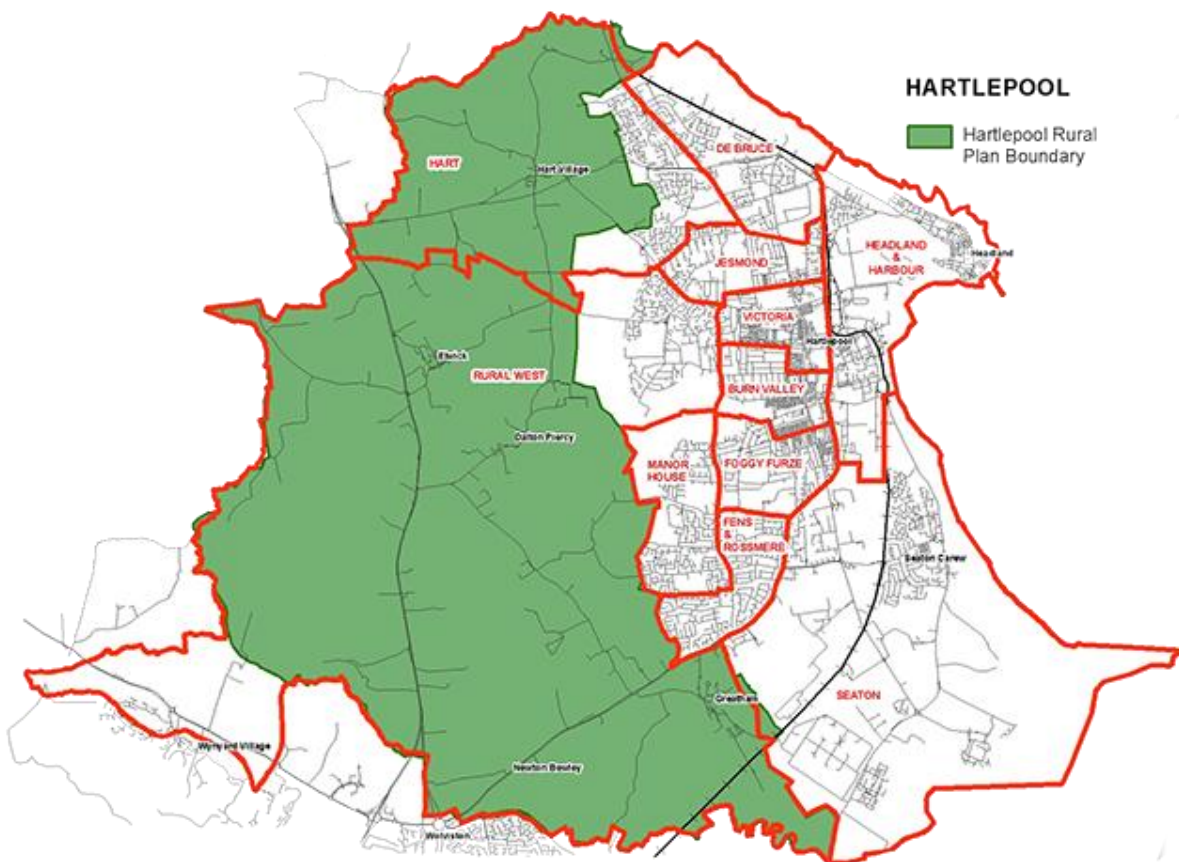 HARTLEPOOL
Hartlepool Rural
Plan Boundary
DE BRUCE
HART
Hart Village
HEADLAND
&
HARBOUR
Headland
JESMOND
VICTORIA
Hartlepool
Elwick
RURAL WEST
BURN VALLEY
Dalton Piercy
MANOR
HOUSE
FOGGY FURZE
FENS
&
ROSSMERE
Seaton Carew
SEATON
Greatham
Wynyard Village
Newton Bewley
Wolviston